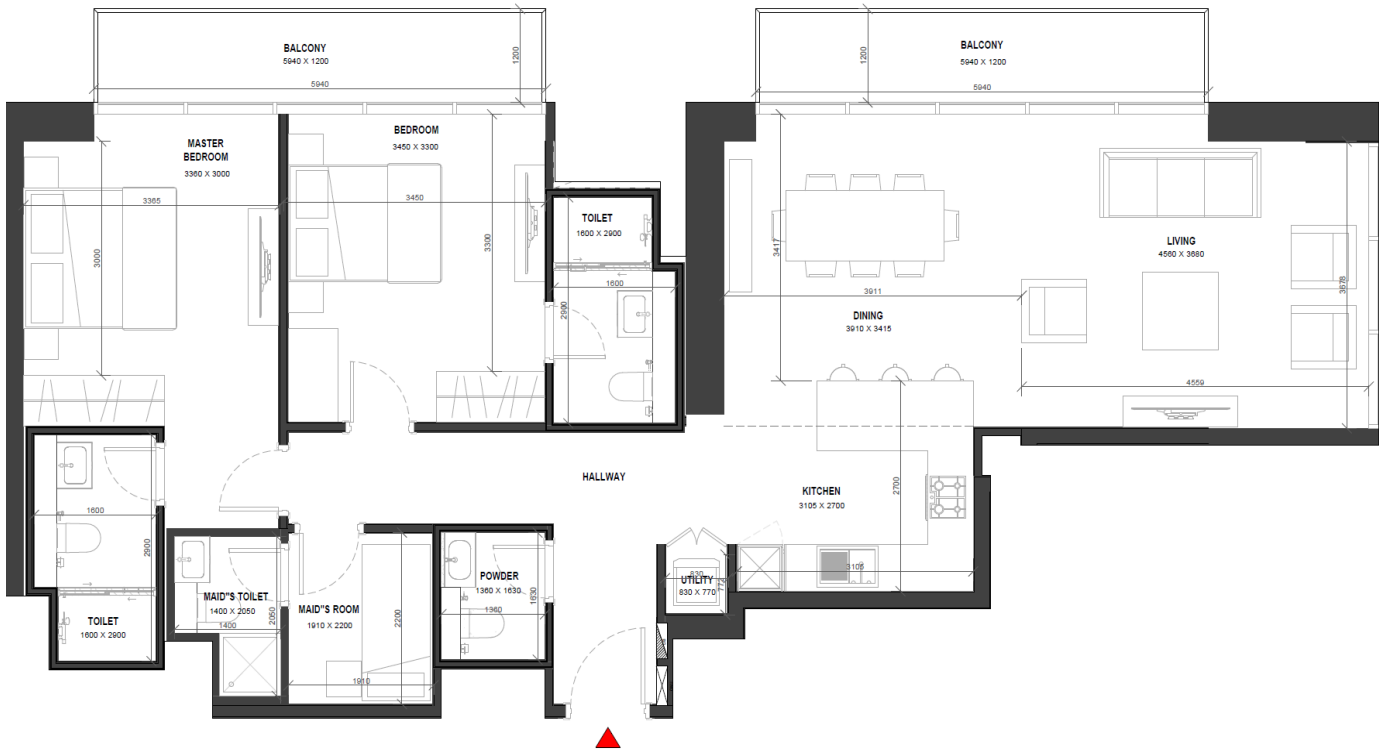 BALCONY
5940 X 1200
1200
5940
BALCONY
5940 X 1200
1200
5940
MASTER
BEDROOM
3360 X 3000
3365
3000
BEDROOM
3450 X 3300
3450
3300
TOILET
1600 X 2900
1600
2900
3417
3911
DINING
3910 X 3415
LIVING
4560 X 3680
3678
4559
HALLWAY
KITCHEN
3105 X 2700
2700
3105
1600
2900
TOILET
1600 X 2900
MAID"S TOILET
1400 X 2050
1400
2050
MAID"S ROOM
1910 X 2200
2200
1910
POWDER
1360 X 1630
1360
1630
830
UTILITY
830 X 770
772